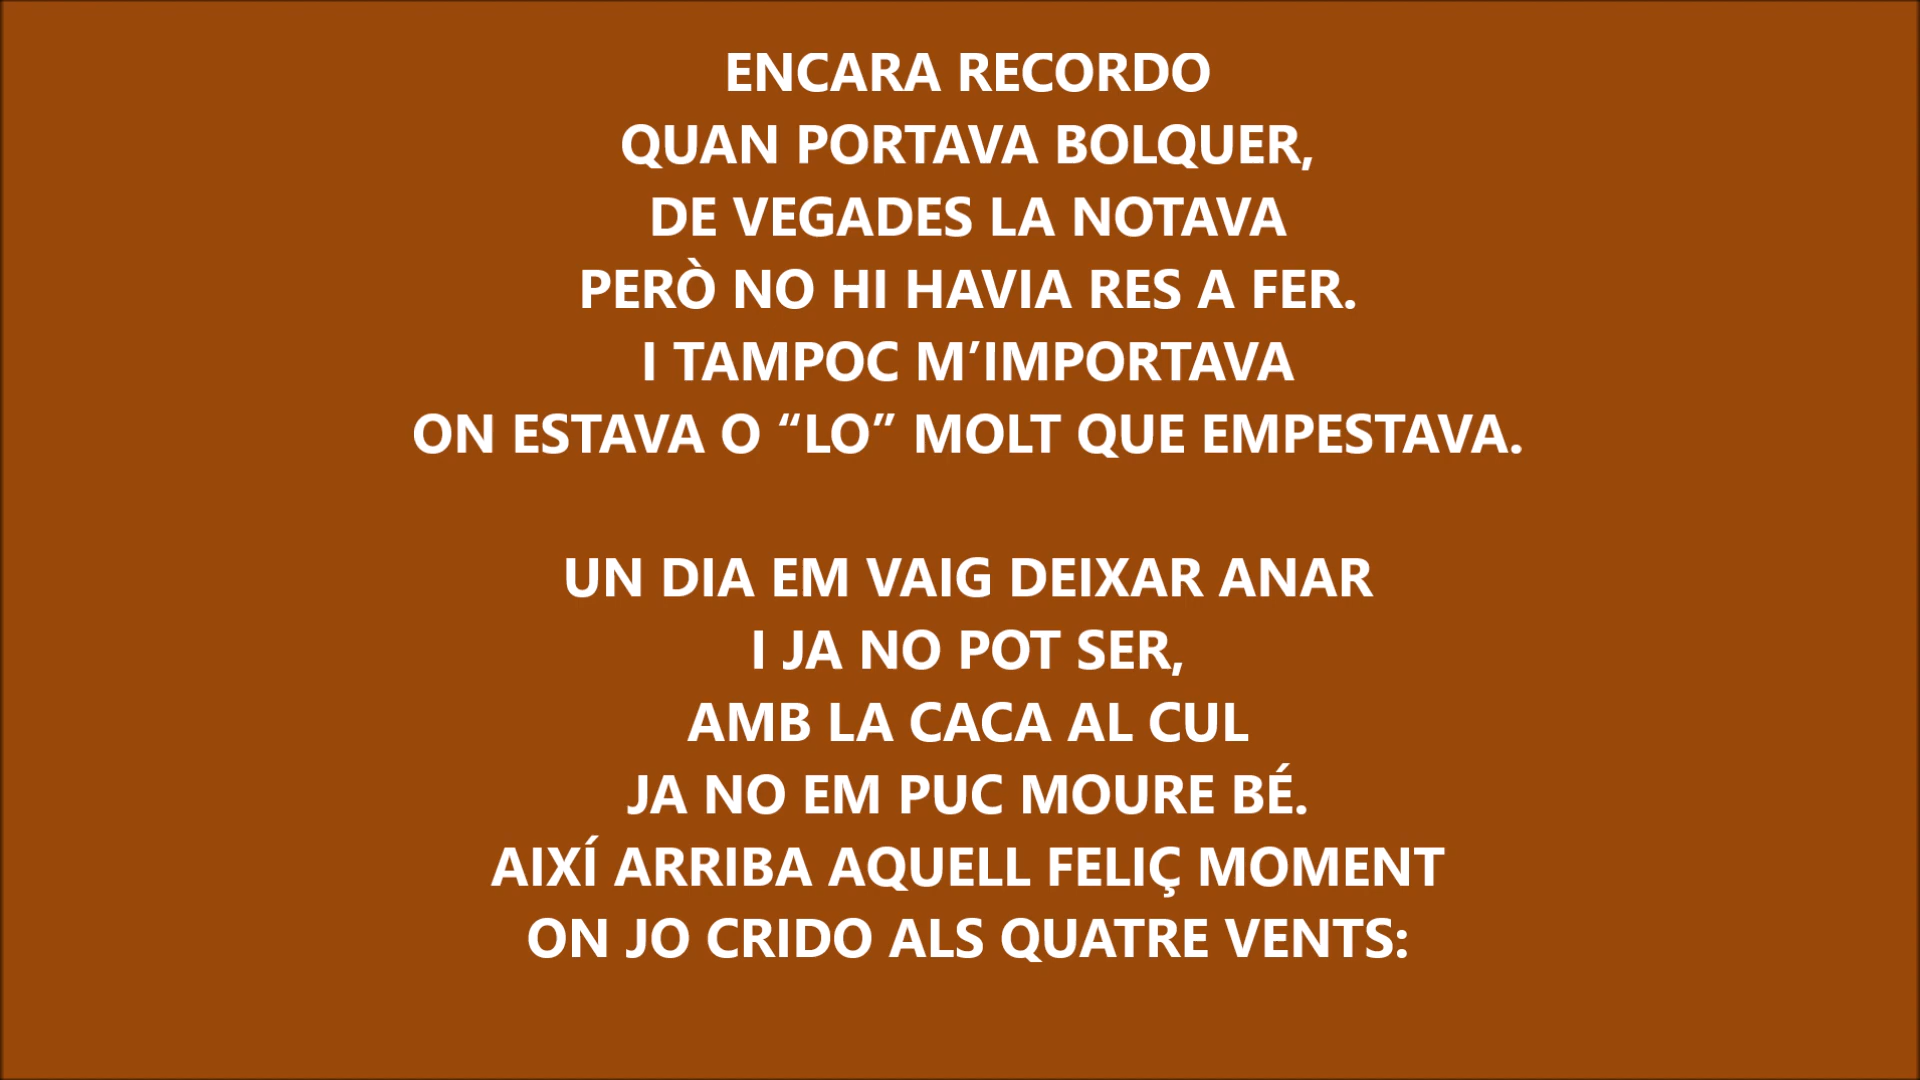 ENCARA RECORDO
QUAN PORTAVA BOLQUER,
DE VEGADES LA NOTAVA
PERÒ NO HI HAVIA RES A FER.
I TAMPOC M’IMPORTAVA
ON ESTAVA O “LO” MOLT QUE EMPESTAVA.
UN DIA EM VAIG DEIXAR ANAR
I JA NO POT SER,
AMB LA CACA AL CUL
JA NO EM PUC MOURE BÉ.
AIXÍ ARRIBA AQUELL FELIÇ MOMENT
ON JO CRIDO ALS QUATRE VENTS: